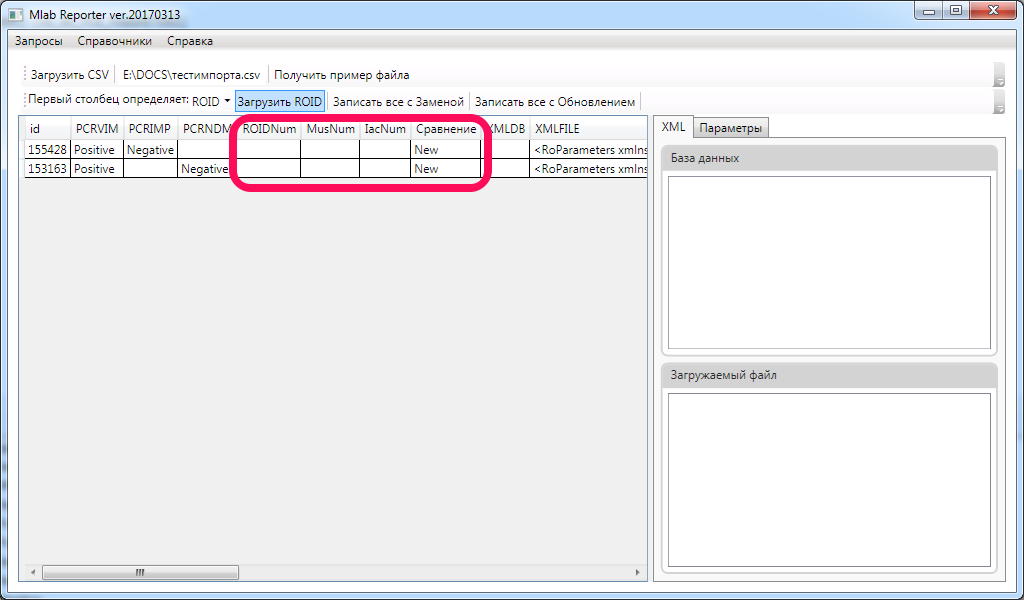 Mlab Reporter ver.20170313
Запросы Справочники Справка
Загрузить CSV E:\DOCS\тестимпорта.csv Получить пример файла
Первый столбец определяет: ROID Загрузить ROID Записать все с Заменой Записать все с Обновлением
id PCRVIM PCRIMP PCRNDM ROIDNum MusNum IacNum Сравнение XMLDB XMLFILE
155428 Positive Negative New <RoParameters xmlns
153163 Positive Negative New <RoParameters xmlns
XML Параметры
База данных
Загружаемый файл